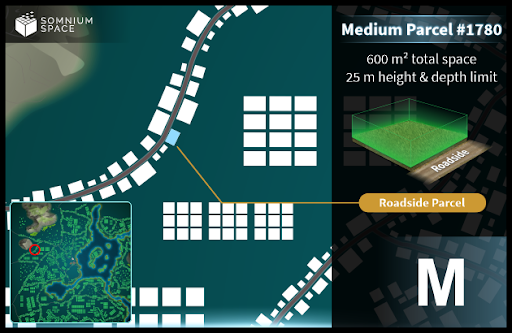 SOMNIUM
SPACE
Medium Parcel #1780
600 m² total space
25 m height & depth limit
Roadside
Roadside Parcel
M